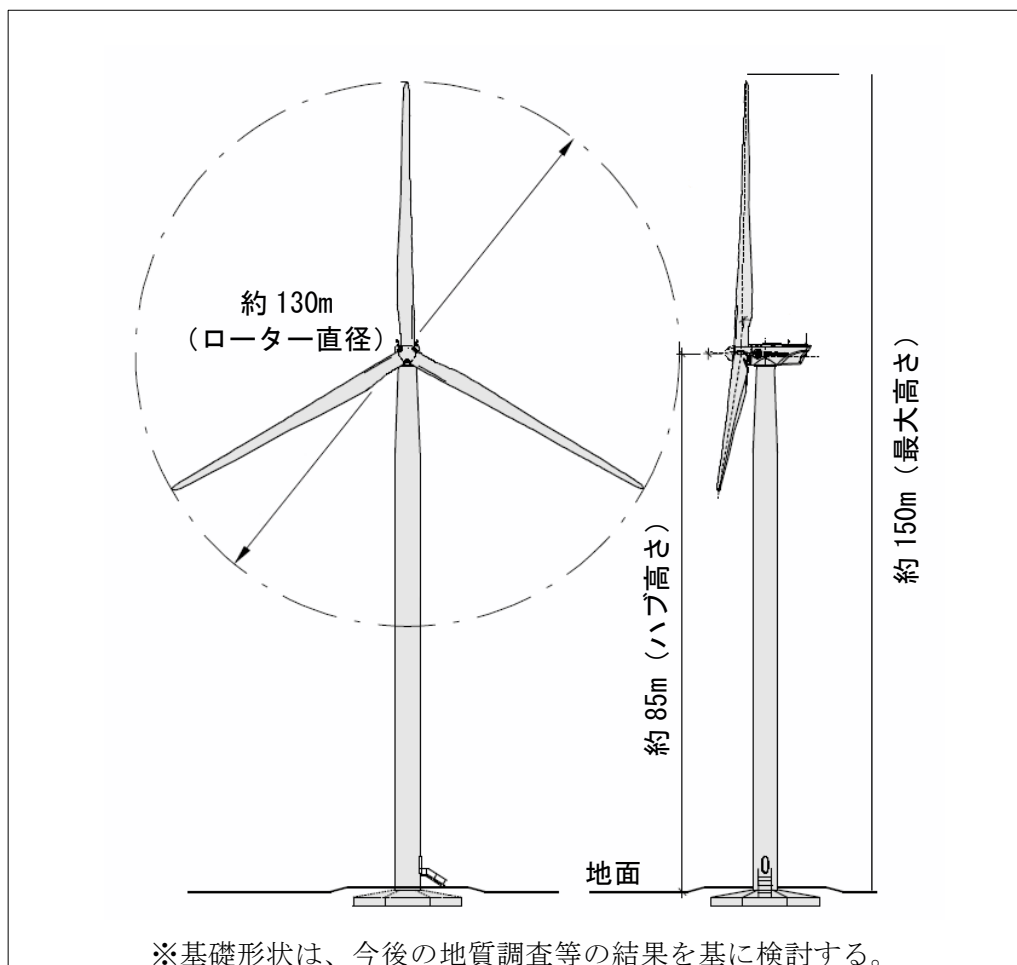 約 130m
（ローター直径）
約 85m（ハブ高さ）
約 150m（最大高さ）
地面
※基礎形状は、今後の地質調査等の結果を基に検討する。